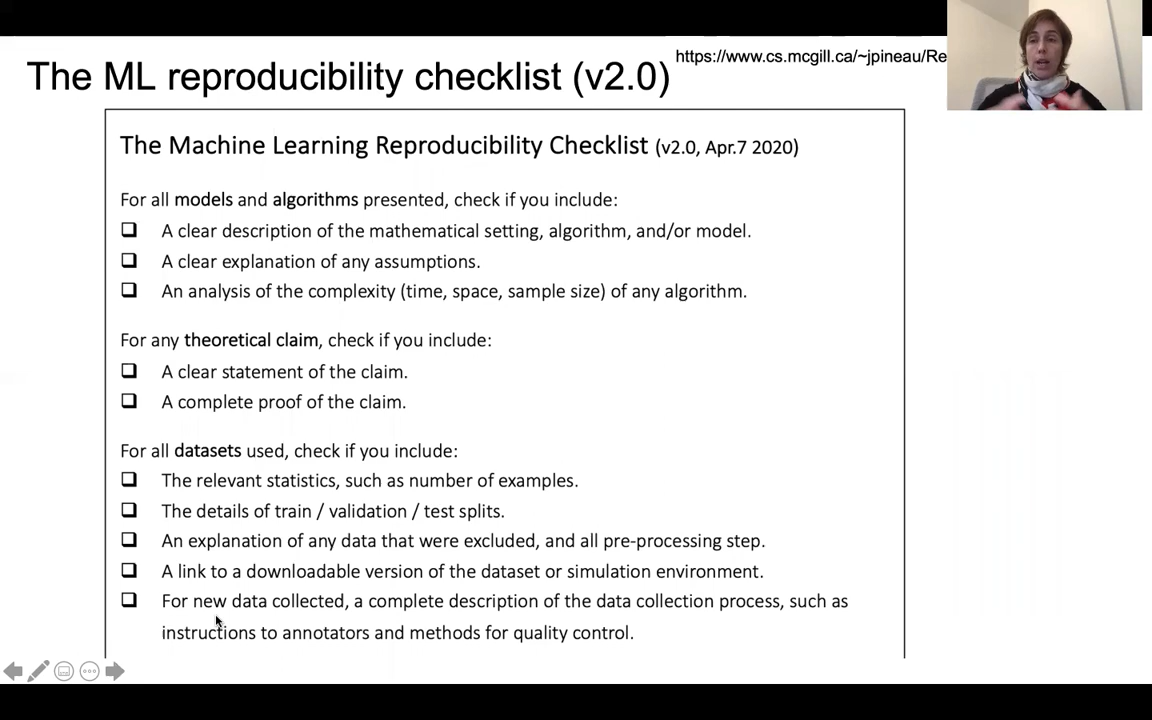 https://www.cs.mcgill.ca/~jpineau/Re
The ML reproducibility checklist (v2.0)
The Machine Learning Reproducibility Checklist (v2.0, Apr.7 2020)
For all models and algorithms presented, check if you include:
A clear description of the mathematical setting, algorithm, and/or model.
A clear explanation of any assumptions.
An analysis of the complexity (time, space, sample size) of any algorithm.
For any theoretical claim, check if you include:
A clear statement of the claim.
A complete proof of the claim.
For all datasets used, check if you include:
The relevant statistics, such as number of examples.
The details of train / validation / test splits.
An explanation of any data that were excluded, and all pre-processing step.
A link to a downloadable version of the dataset or simulation environment.
For new data collected, a complete description of the data collection process, such as
instructions to annotators and methods for quality control.